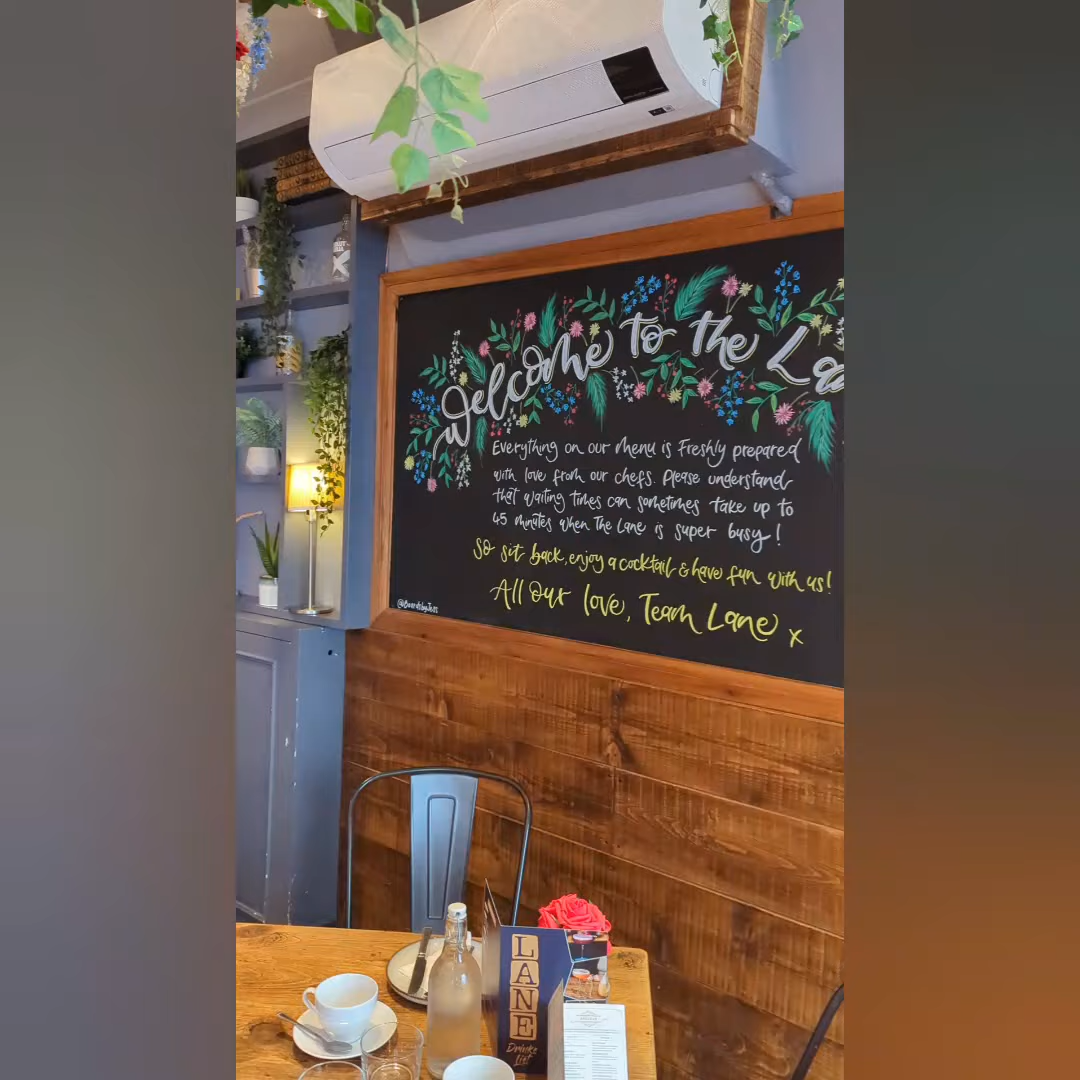 Welcome to the La
Everything on our menu is Freshly prepared
with love from our chefs. Please understand
that waiting times can sometimes take up to
45 minutes when The Lane is super busy!
So sit back, enjoy a cocktail & have fun with us!
All our love, Team Lane x
@BoardsbyJess
LANE
Drinks
List